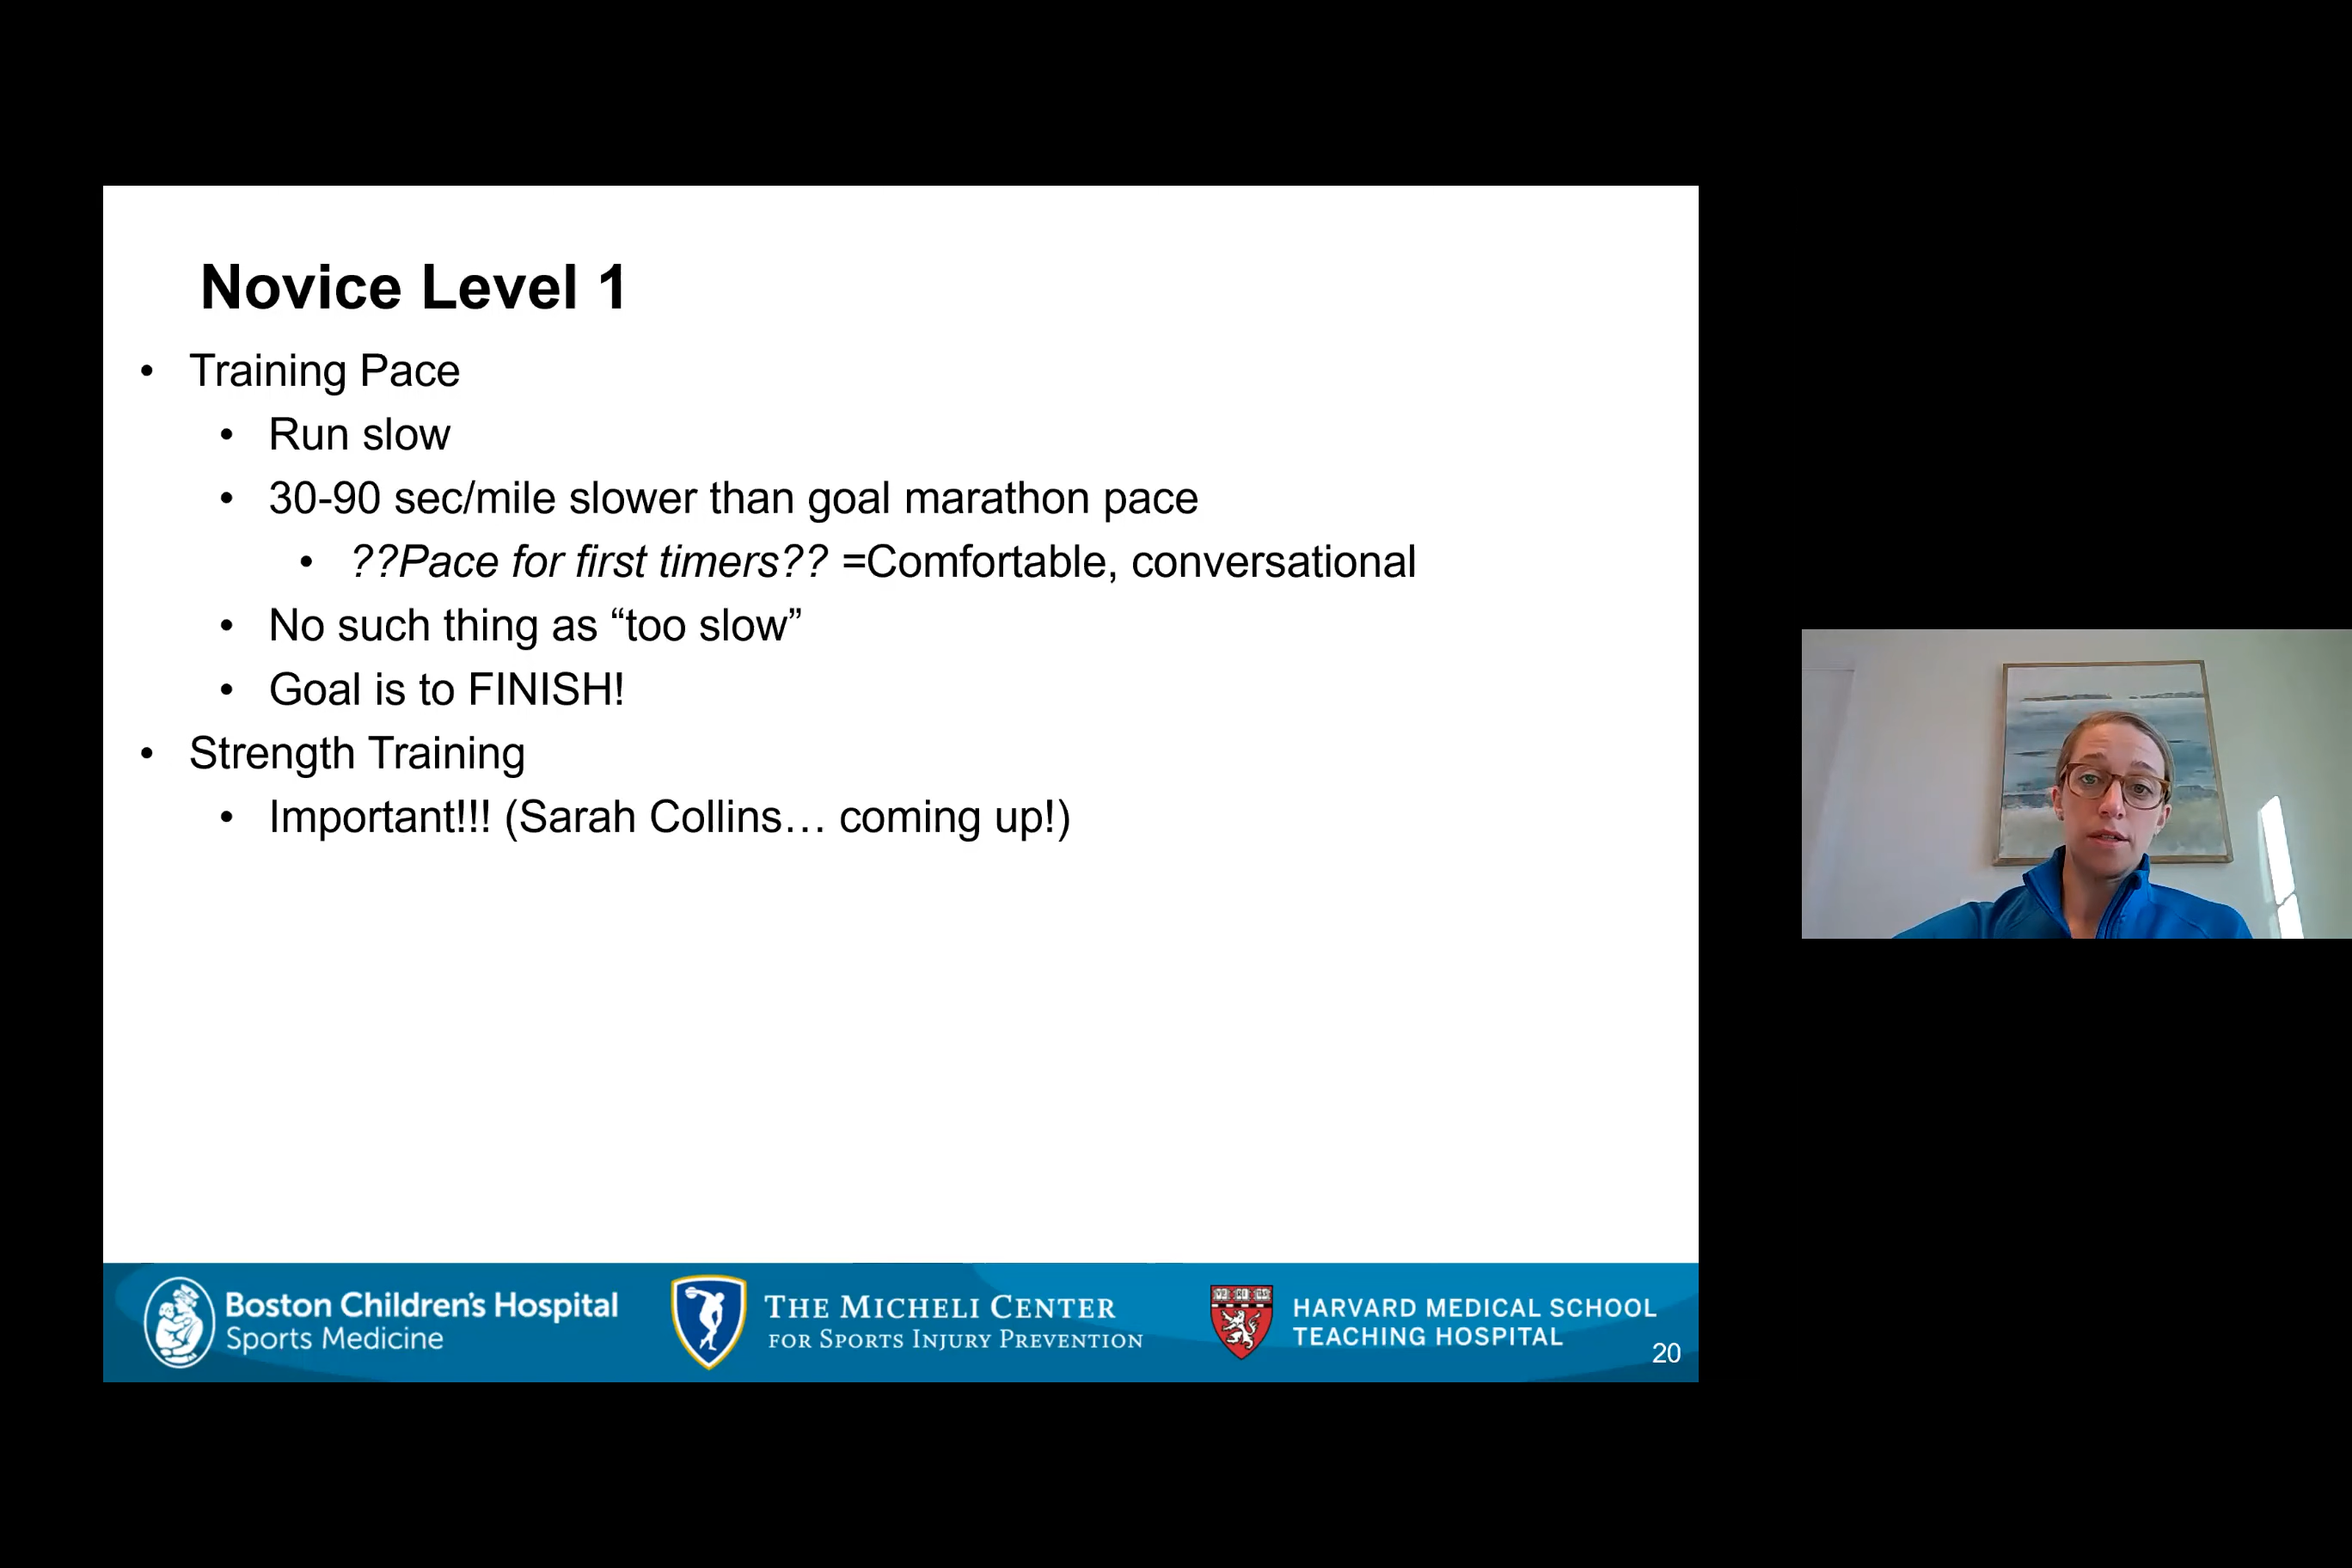 Novice Level 1
• Training Pace
• Run slow
• 30-90 sec/mile slower than goal marathon pace
• ??Pace for first timers?? =Comfortable, conversational
• No such thing as “too slow”
• Goal is to FINISH!
• Strength Training
• Important!!! (Sarah Collins… coming up!)
Boston Children's Hospital
Sports Medicine
THE MICHELI CENTER
FOR SPORTS INJURY PREVENTION
HARVARD MEDICAL SCHOOL
TEACHING HOSPITAL
20